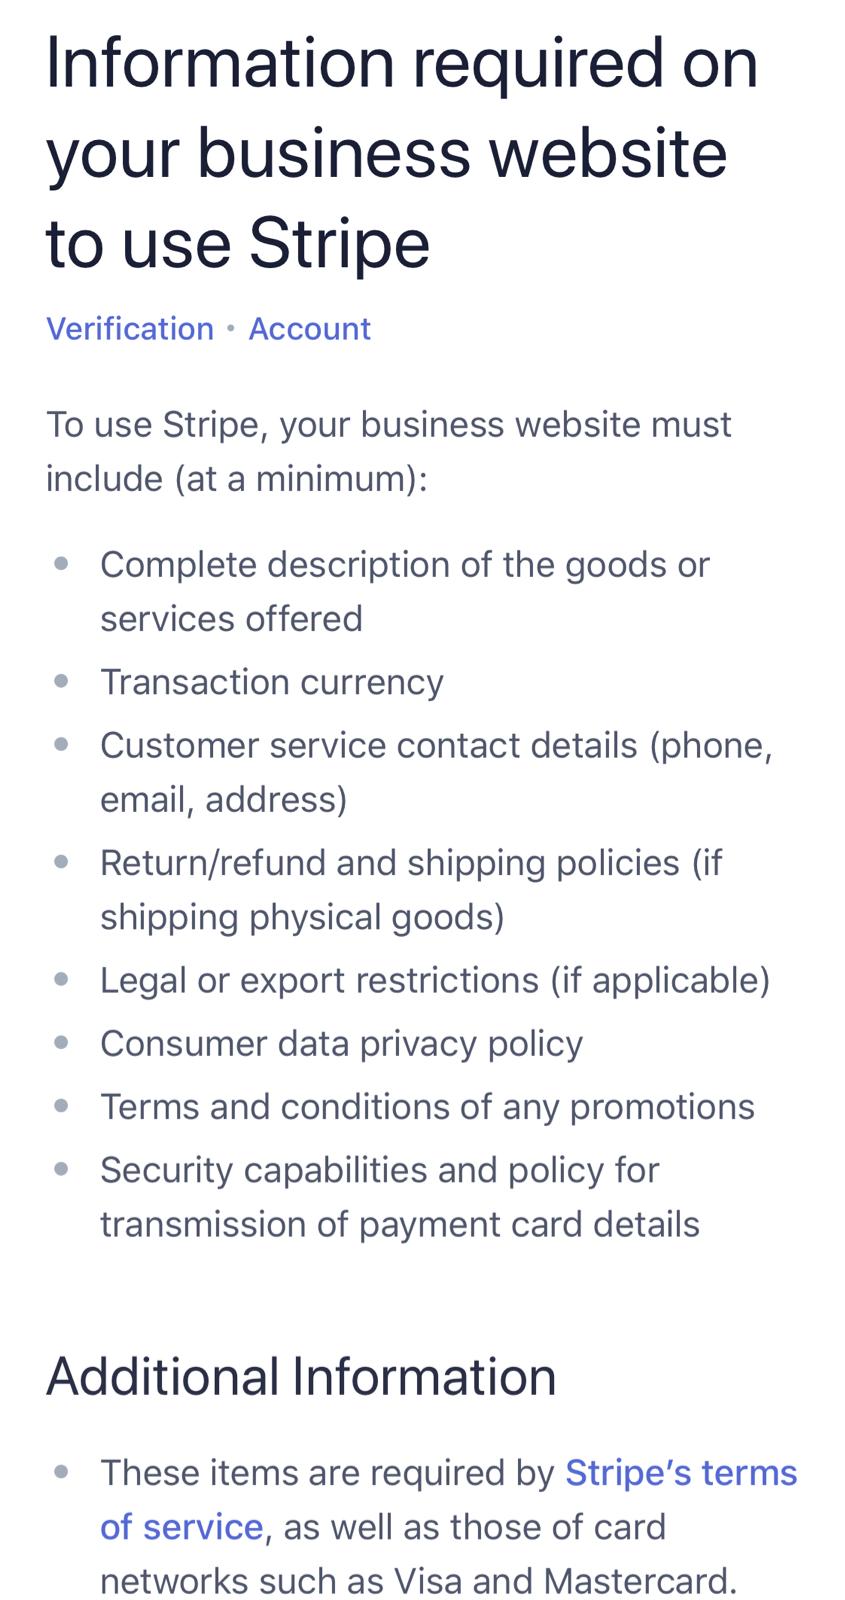 Information required on
your business website
to use Stripe
Verification • Account
To use Stripe, your business website must
include (at a minimum):
• Complete description of the goods or
services offered
• Transaction currency
• Customer service contact details (phone,
email, address)
• Return/refund and shipping policies (if
shipping physical goods)
• Legal or export restrictions (if applicable)
• Consumer data privacy policy
• Terms and conditions of any promotions
• Security capabilities and policy for
transmission of payment card details
Additional Information
• These items are required by Stripe’s terms
of service, as well as those of card
networks such as Visa and Mastercard.